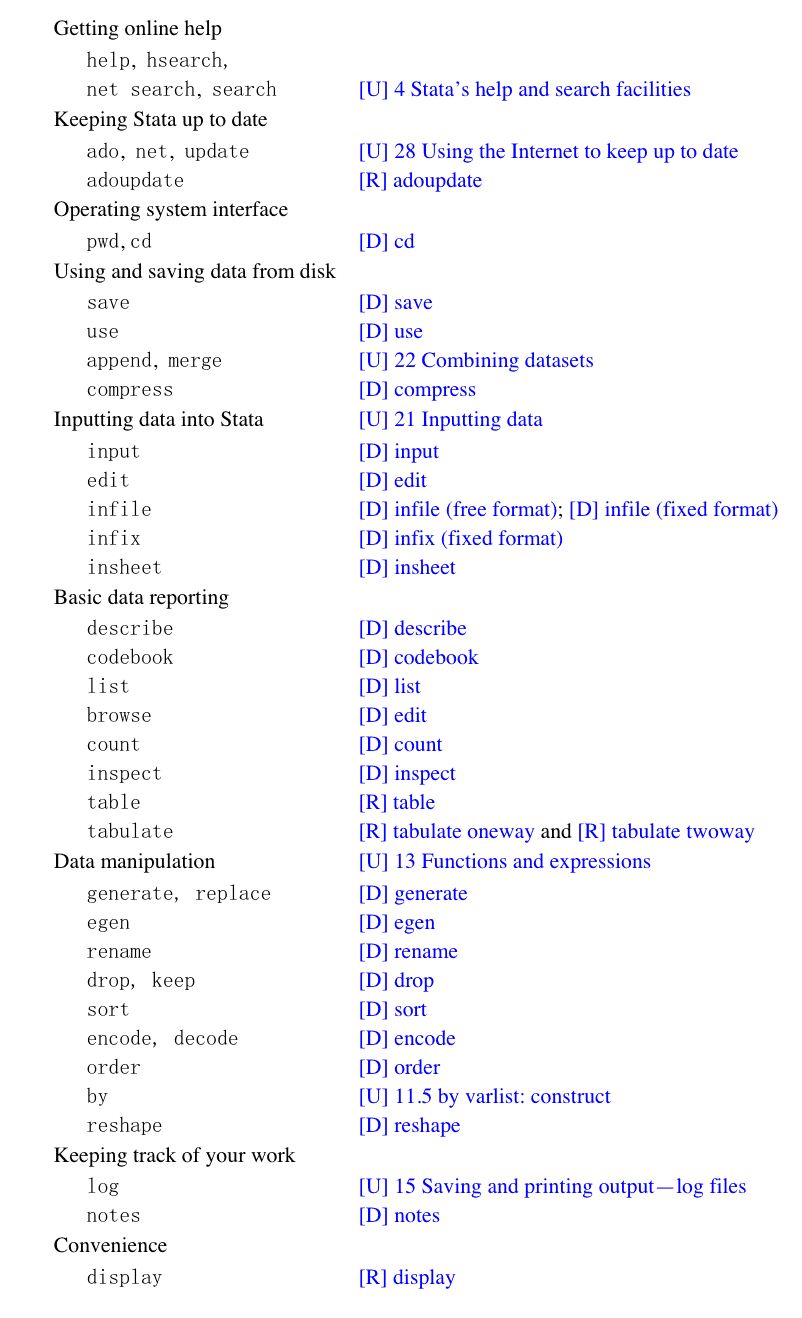 Getting online help
help, hsearch,
net search, search [U] 4 Stata's help and search facilities
Keeping Stata up to date
ado, net, update [U] 28 Using the Internet to keep up to date
adoupdate [R] adoupdate
Operating system interface
pwd, cd [D] cd
Using and saving data from disk
save [D] save
use [D] use
append, merge [U] 22 Combining datasets
compress [D] compress
Inputting data into Stata [U] 21 Inputting data
input [D] input
edit [D] edit
infile [D] infile (free format); [D] infile (fixed format)
infix [D] infix (fixed format)
insheet [D] insheet
Basic data reporting
describe [D] describe
codebook [D] codebook
list [D] list
browse [D] edit
count [D] count
inspect [D] inspect
table [R] table
tabulate [R] tabulate oneway and [R] tabulate twoway
Data manipulation [U] 13 Functions and expressions
generate, replace [D] generate
egen [D] egen
rename [D] rename
drop, keep [D] drop
sort [D] sort
encode, decode [D] encode
order [D] order
by [U] 11.5 by varlist: construct
reshape [D] reshape
Keeping track of your work
log [U] 15 Saving and printing output—log files
notes [D] notes
Convenience
display [R] display